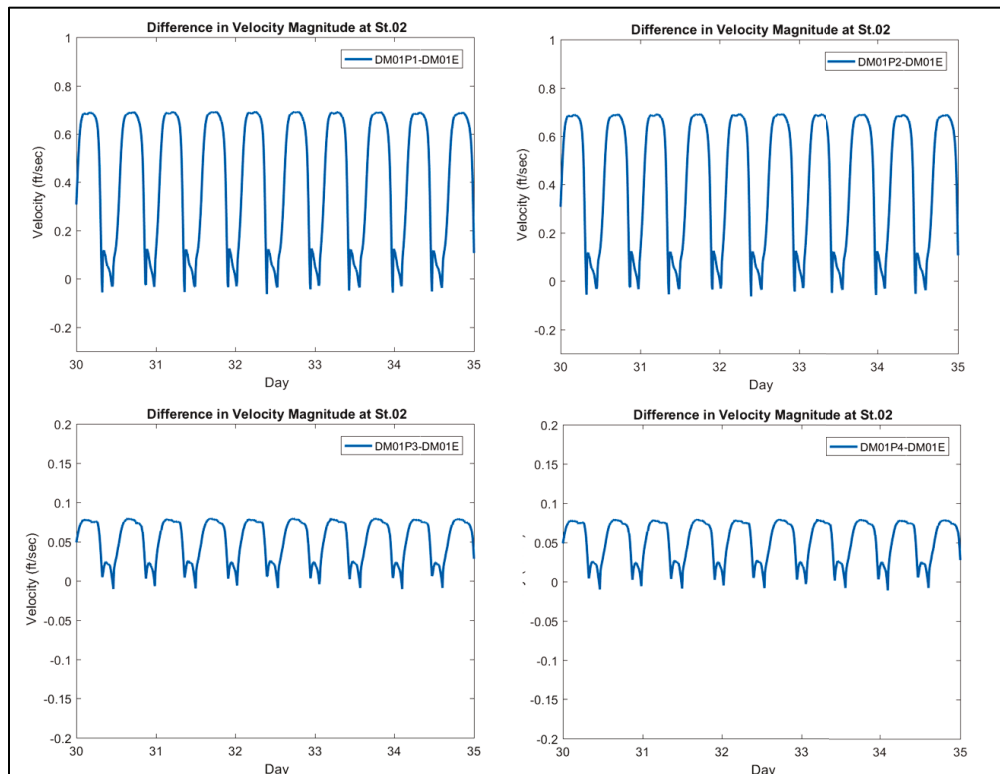 Difference in Velocity Magnitude at St.02
1
DM01P1-DM01E
0.8
0.6
0.4
0.2
0
-0.2
Velocity (ft/sec)
30 31 32 33 34 35
Day
Difference in Velocity Magnitude at St.02
1
DM01P2-DM01E
0.8
0.6
0.4
0.2
0
-0.2
Velocity (ft/sec)
30 31 32 33 34 35
Day
Difference in Velocity Magnitude at St.02
0.2
DM01P3-DM01E
0.15
0.1
0.05
0
-0.05
-0.1
-0.15
-0.2
Velocity (ft/sec)
30 31 32 33 34 35
Day
Difference in Velocity Magnitude at St.02
0.2
DM01P4-DM01E
0.15
0.1
0.05
0
-0.05
-0.1
-0.15
-0.2
30 31 32 33 34 35
Day